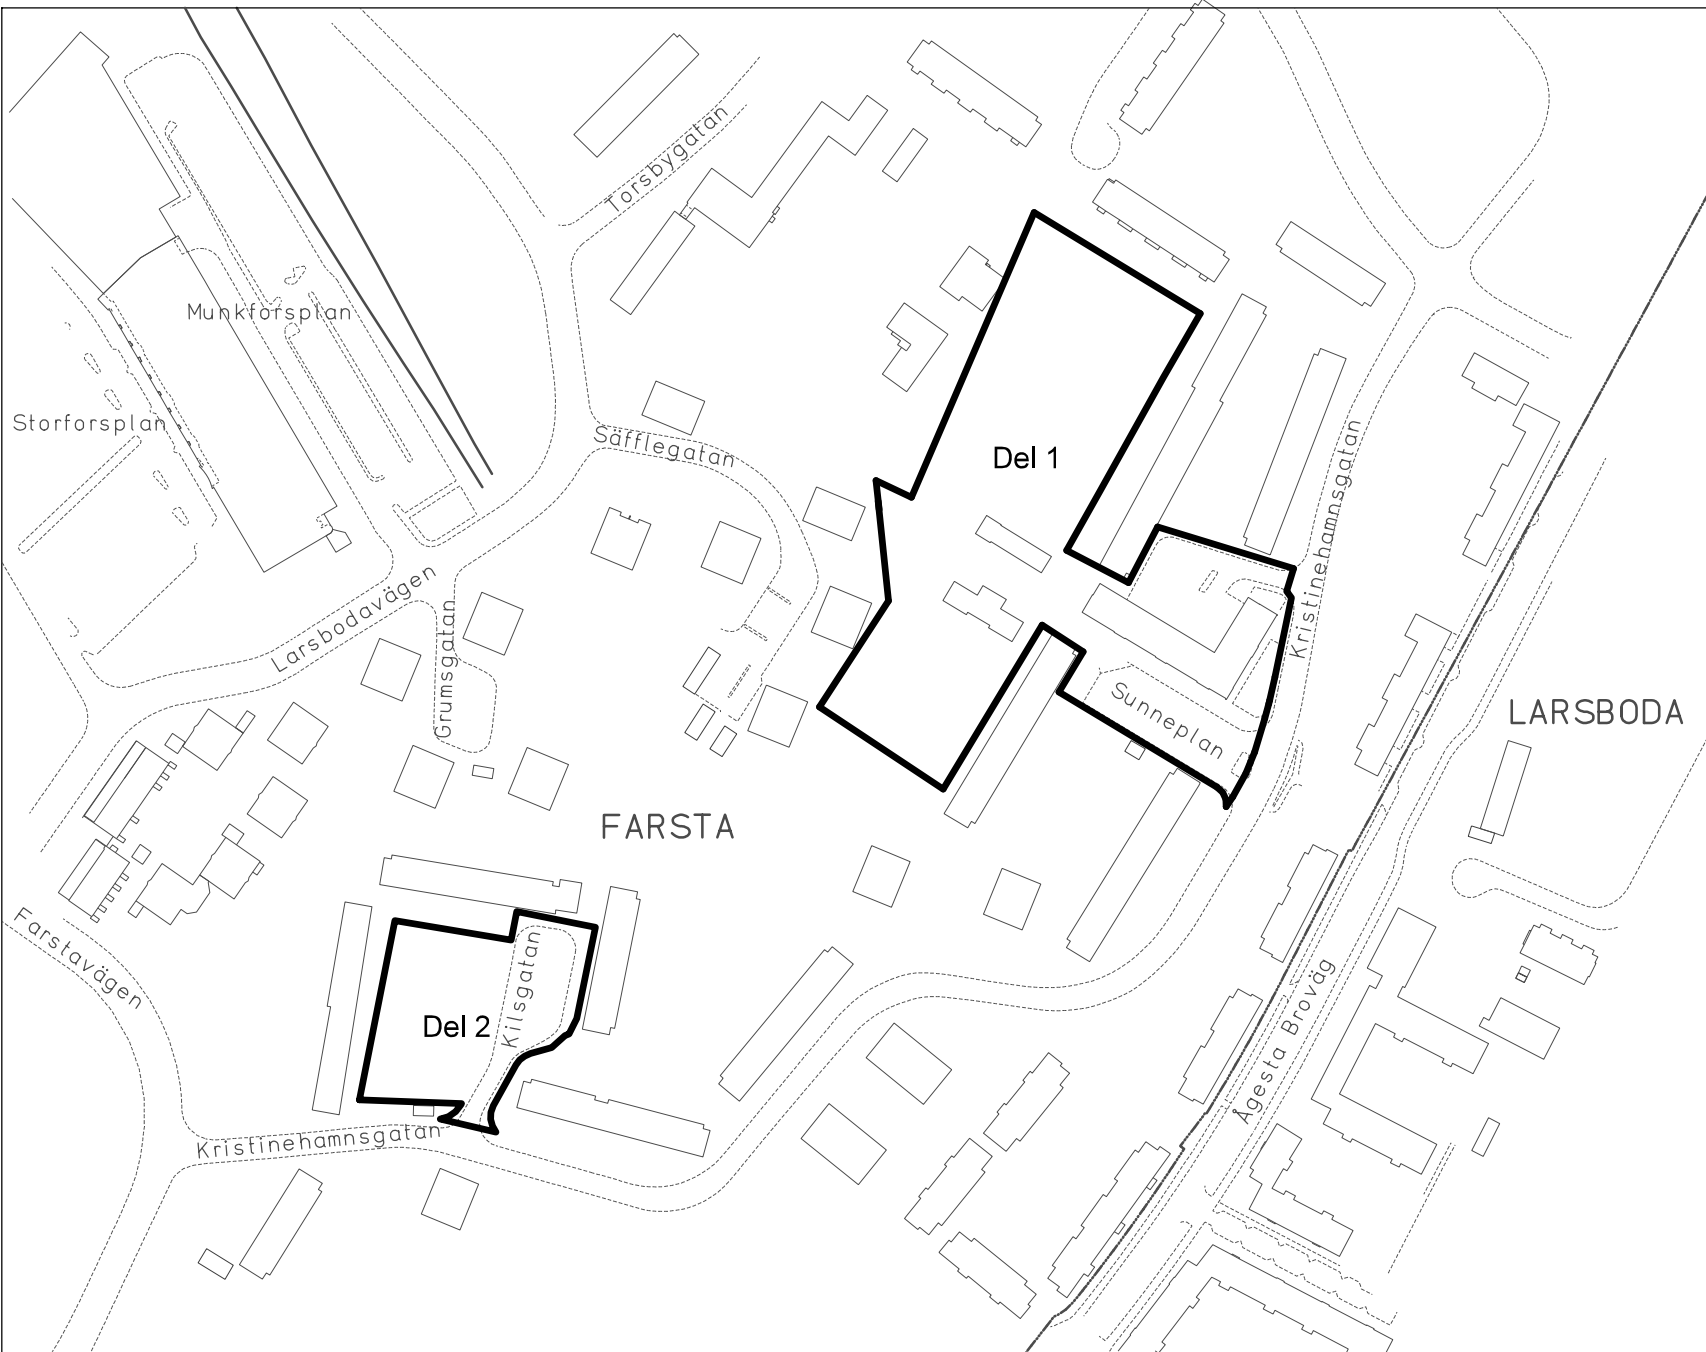 Torsbygatan
Munkforsplan
Storforsplan
Säfflegatan
Del 1
Kristinehamnsgatan
Larsbodavägen
Grumsgatan
Sunneplan
LARSBODA
FARSTA
Farstavägen
Kilsgatan
Del 2
Ågesta Broväg
Kristinehamnsgatan